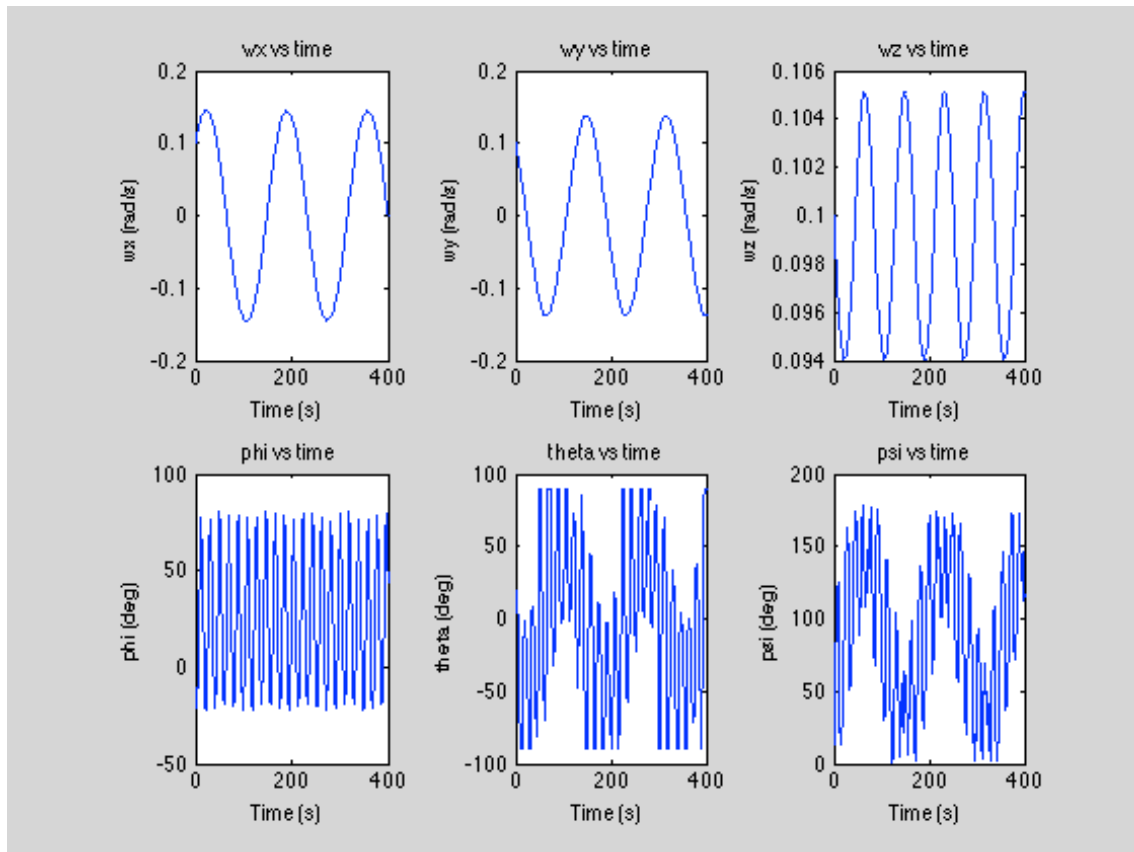 wx vs time
wy vs time
wz vs time
0.2
0.1
0
-0.1
-0.2
wx (rad/s)
0 200 400
Time (s)
0.2
0.1
0
-0.1
-0.2
wy (rad/s)
0 200 400
Time (s)
0.106
0.104
0.102
0.1
0.098
0.096
0.094
wz (rad/s)
0 200 400
Time (s)
phi vs time
theta vs time
psi vs time
100
50
0
-50
phi (deg)
0 200 400
Time (s)
100
50
0
-50
-100
theta (deg)
0 200 400
Time (s)
200
150
100
50
0
psi (deg)
0 200 400
Time (s)